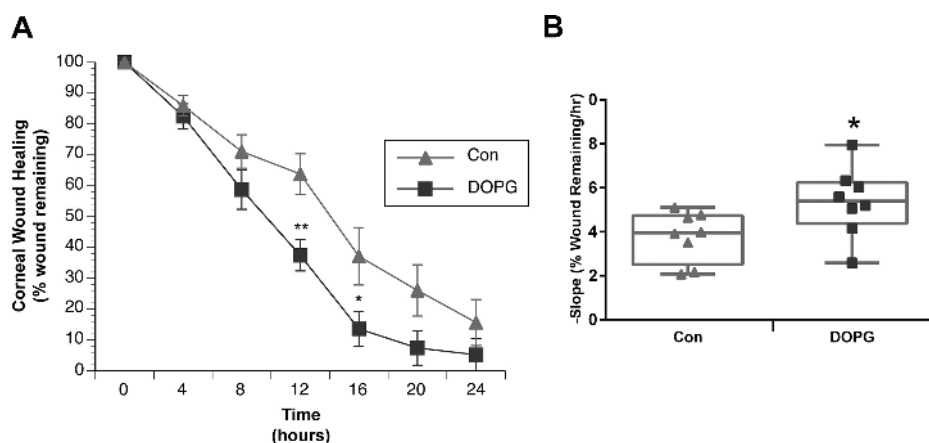 A
Corneal Wound Healing
(% wound remaining)
100
90
80
70
60
50
40
30
20
10
0
**
*
Con
DOPG
0 4 8 12 16 20 24
Time
(hours)
B
-Slope (% Wound Remaining/hr)
0
8
6
4
2
0
*
Con DOPG